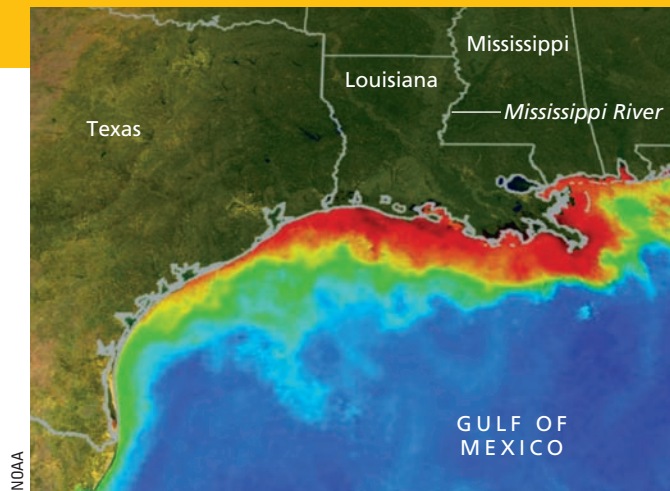 Mississippi
Louisiana
Mississippi River
Texas
GULF OF
MEXICO
NOAA